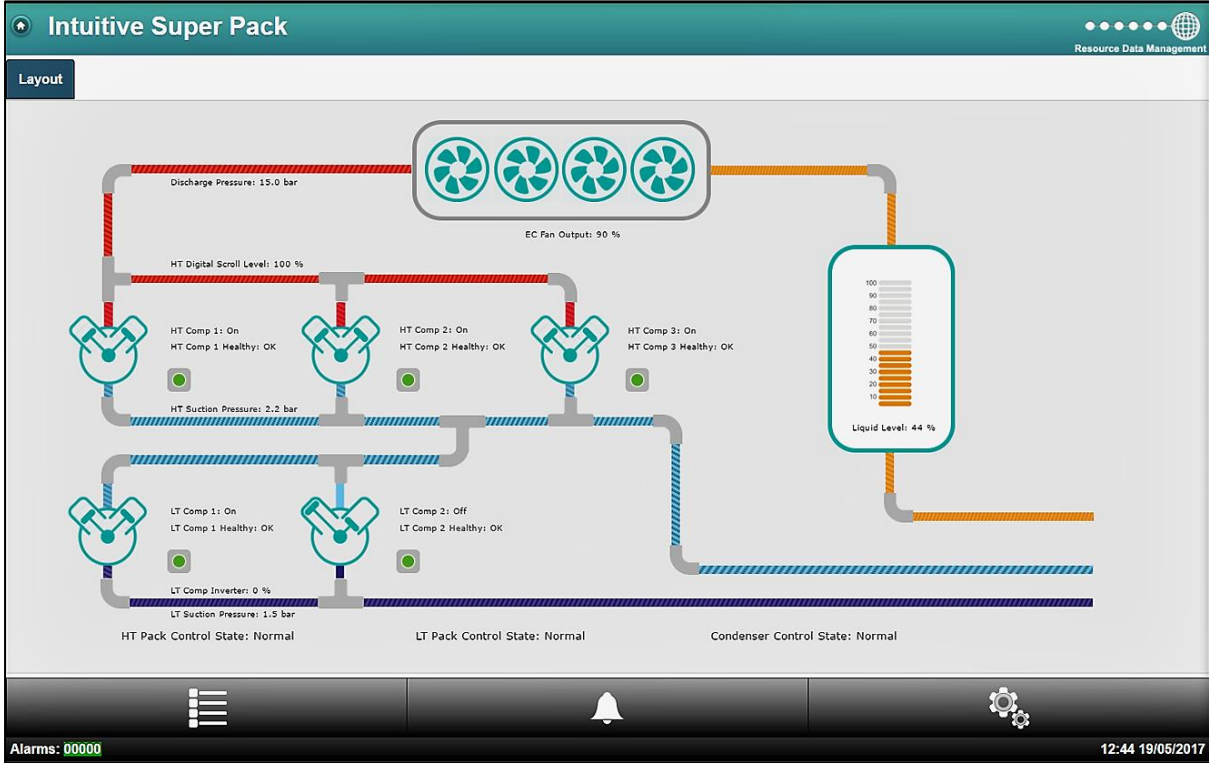 Intuitive Super Pack
Resource Data Management
Layout
Discharge Pressure: 15.0 bar
EC Fan Output: 90 %
HT Digital Scroll Level: 100 %
HT Comp 1: On
HT Comp 1 Healthy: OK
HT Comp 2: On
HT Comp 2 Healthy: OK
HT Comp 3: On
HT Comp 3 Healthy: OK
100
90
80
70
60
50
40
30
20
10
Liquid Level: 44 %
HT Suction Pressure: 2.2 bar
LT Comp 1: On
LT Comp 1 Healthy: OK
LT Comp 2: Off
LT Comp 2 Healthy: OK
LT Comp Inverter: 0 %
LT Suction Pressure: 1.5 bar
HT Pack Control State: Normal
LT Pack Control State: Normal
Condenser Control State: Normal
Alarms: 00000
12:44 19/05/2017